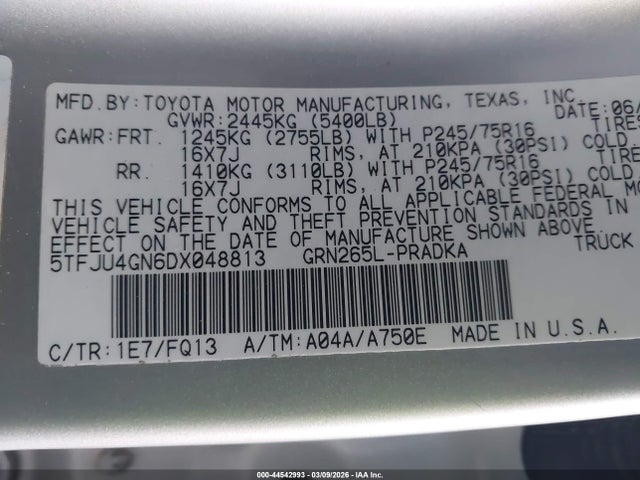 MFD.BY:TOYOTA MOTOR MANUFACTURING, TEXAS, INC.
GVWR:2445KG (5400LB) DATE:06/
GAWR:FRT. 1245KG (2755LB) WITH P245/75R16 TIRES
16X7J RIMS, AT 210KPA (30PSI) COLD,
RR. 1410KG (3110LB) WITH P245/75R16 TIRE
16X7J RIMS, AT 210KPA (30PSI) COLD,
THIS VEHICLE CONFORMS TO ALL APPLICABLE FEDERAL MO
VEHICLE SAFETY AND THEFT PREVENTION STANDARDS IN
EFFECT ON THE DATE OF MANUFACTURE SHOWN ABOVE.
5TFJU4GN6DX048813 GRN265L-PRADKA TRUCK
C/TR:1E7/FQ13 A/TM:A04A/A750E MADE IN U.S.A.
000-44542993 - 03/09/2026 - IAA Inc.